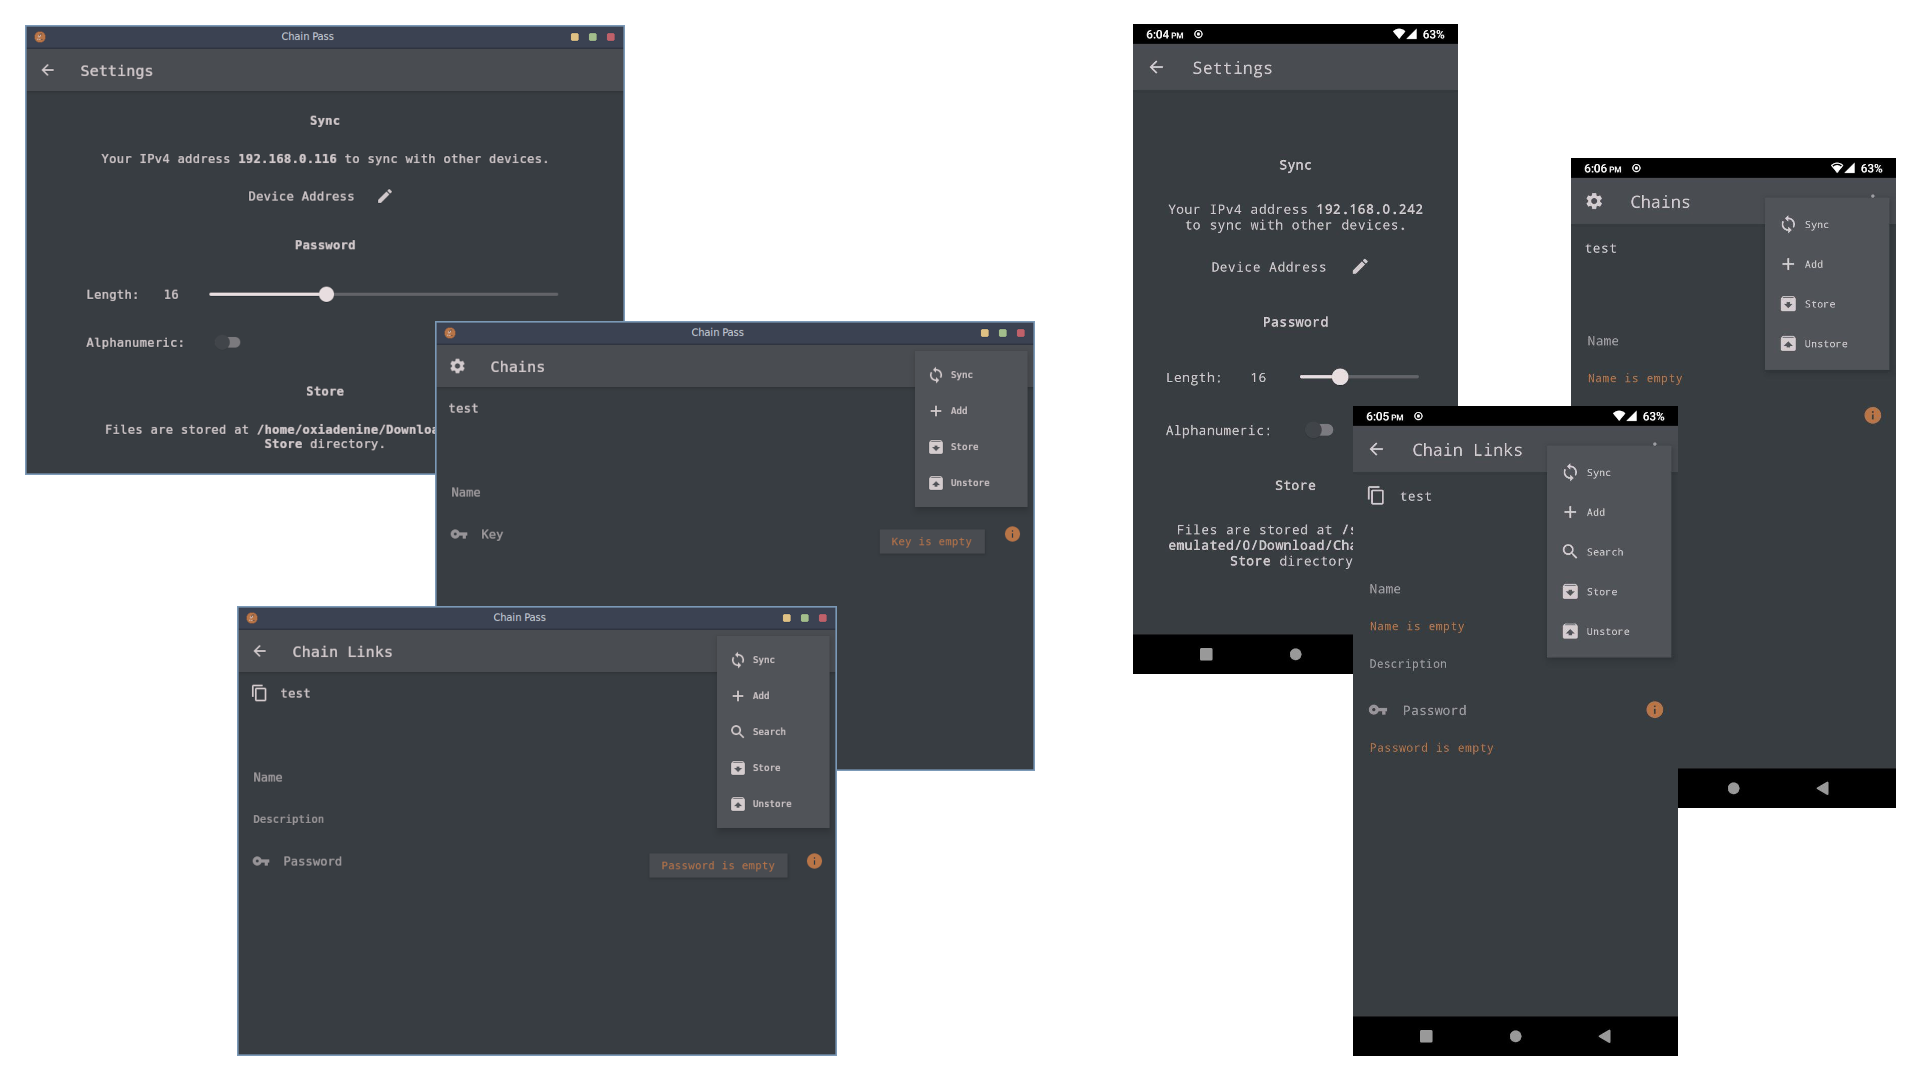 Chain Pass
Settings
Sync
Your IPv4 address 192.168.0.116 to sync with other devices.
Device Address
Password
Length: 16
Alphanumeric:
Store
Files are stored at /home/oxiadenine/
Store directory.
Chain Pass
Chains
test
Name
Key
Key is empty
Sync
Add
Store
Unstore
Chain Pass
Chain Links
test
Name
Description
Password
Password is empty
Sync
Add
Search
Store
Unstore
6:04 PM 63%
Settings
Sync
Your IPv4 address 192.168.0.242
to sync with other devices.
Device Address
Password
Length: 16
Alphanumeric:
Store
Files are stored at
emulated/0/Download/
Store directory
6:06 PM 63%
Chains
test
Name
Name is empty
Sync
Add
Store
Unstore
6:05 PM 63%
Chain Links
test
Name
Name is empty
Description
Password
Password is empty
Sync
Add
Search
Store
Unstore